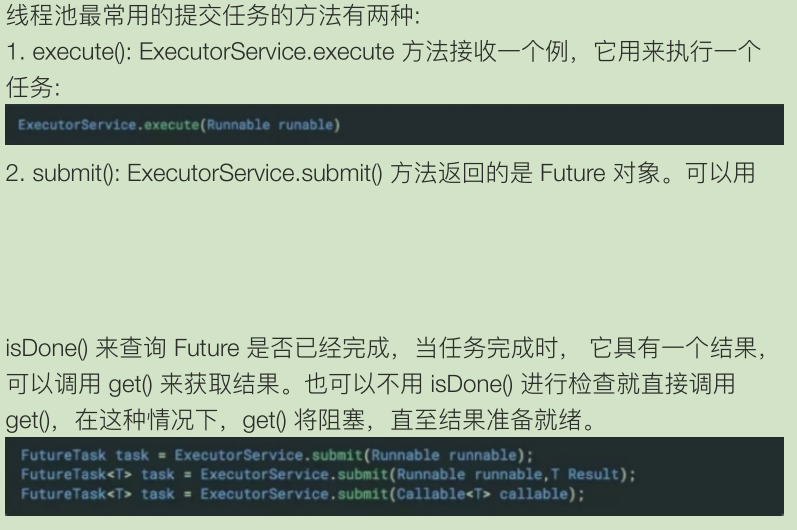 线程池最常用的提交任务的方法有两种:
1. execute(): ExecutorService.execute 方法接收一个例，它用来执行一个
任务:
ExecutorService.execute(Runnable runable)
2. submit(): ExecutorService.submit() 方法返回的是 Future 对象。可以用
isDone() 来查询 Future 是否已经完成，当任务完成时， 它具有一个结果，
可以调用 get() 来获取结果。也可以不用 isDone() 进行检查就直接调用
get()，在这种情况下，get() 将阻塞，直至结果准备就绪。
FutureTask task = ExecutorService.submit(Runnable runnable);
FutureTask<T> task = ExecutorService.submit(Runnable runnable,T Result);
FutureTask<T> task = ExecutorService.submit(Callable<T> callable);